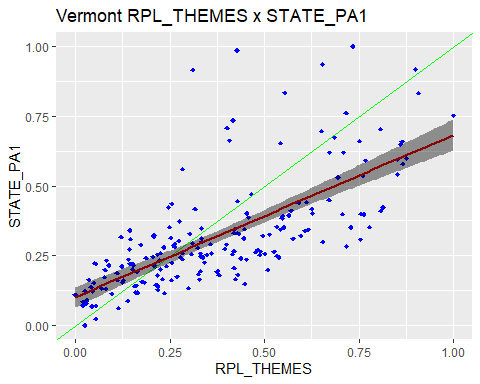 Vermont RPL_THEMES x STATE_PA1
1.00
0.75
0.50
0.25
0.00
STATE_PA1
0.00 0.25 0.50 0.75 1.00
RPL_THEMES